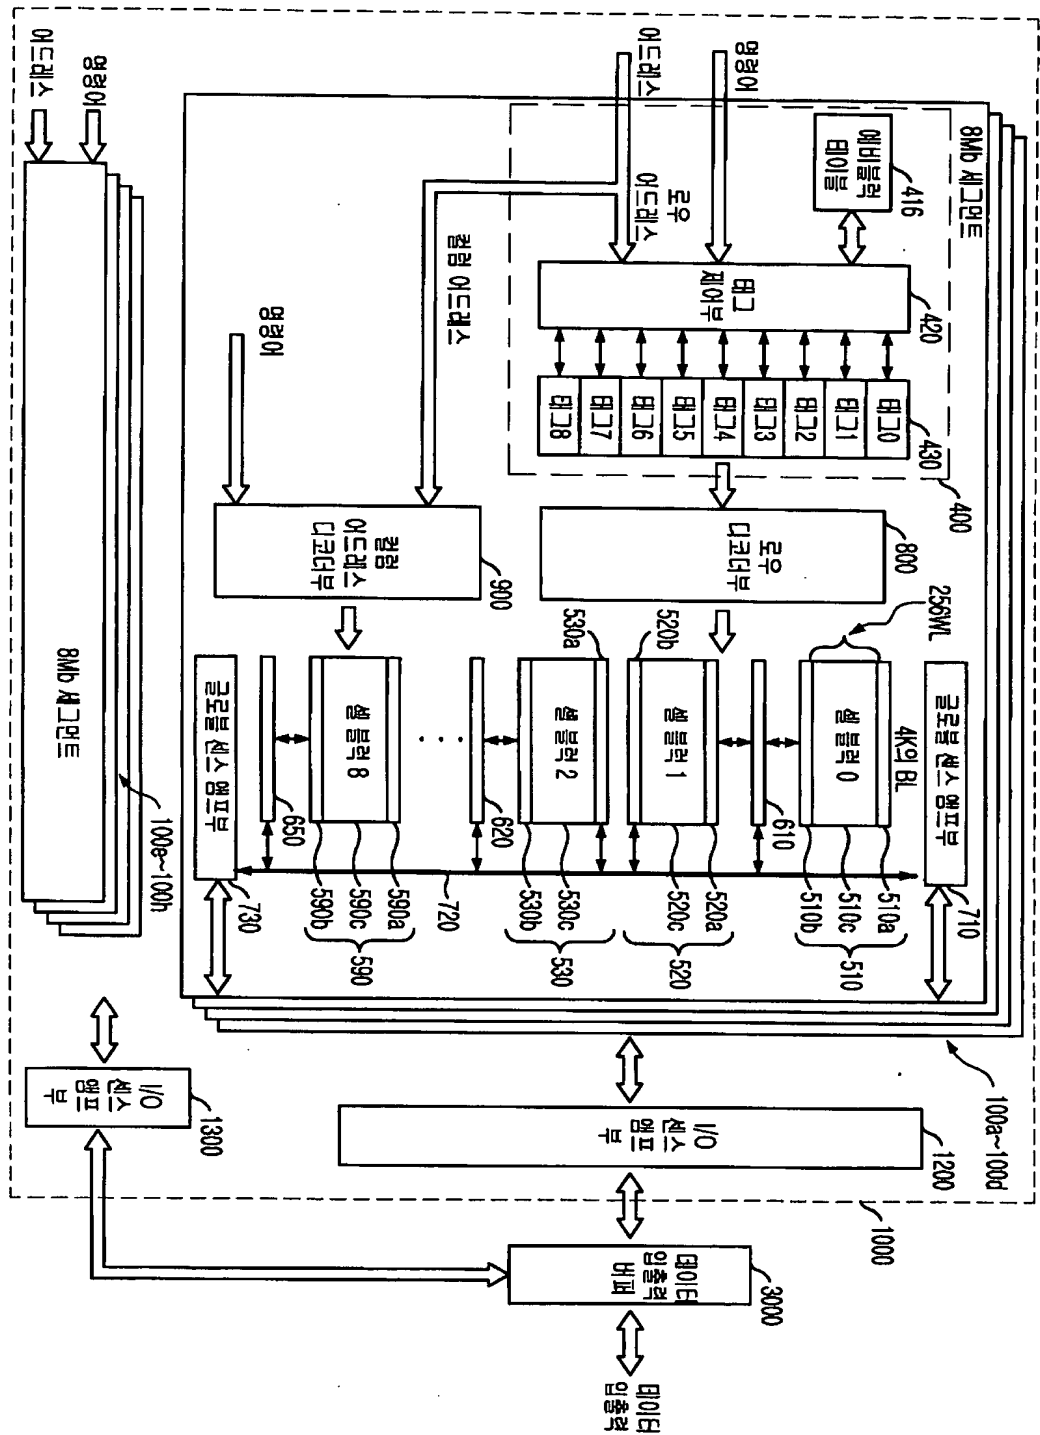 8Mb 세그먼트
100a~100d
글로벌 센스 앰프부
710
400
256WL
1200
1000
416
예비블럭
테이블
420
430
800
4K의 BL
태그0
태그1
태그2
태그3
태그4
태그5
태그6
태그7
태그8
셀 블럭 0
510a
510c
510b
510
610
명령어
태그
제어부
로우
디코더부
3000
셀 블럭 1
520a
520c
520b
520
어드레스
로우
어드레스
530a
셀 블럭 2
530c
530b
530
I/O
센스
앰프
부
데이터
입출력
버퍼
데이터
입출력
620
720
컬럼 어드레스
900
컬럼
어드레스
디코더부
셀 블럭 8
590a
590c
590b
590
명령어
650
글로벌 센스 앰프부
730
100e~100h
1300
명령어
어드레스
8Mb 세그먼트
I/O
센스
앰프
부